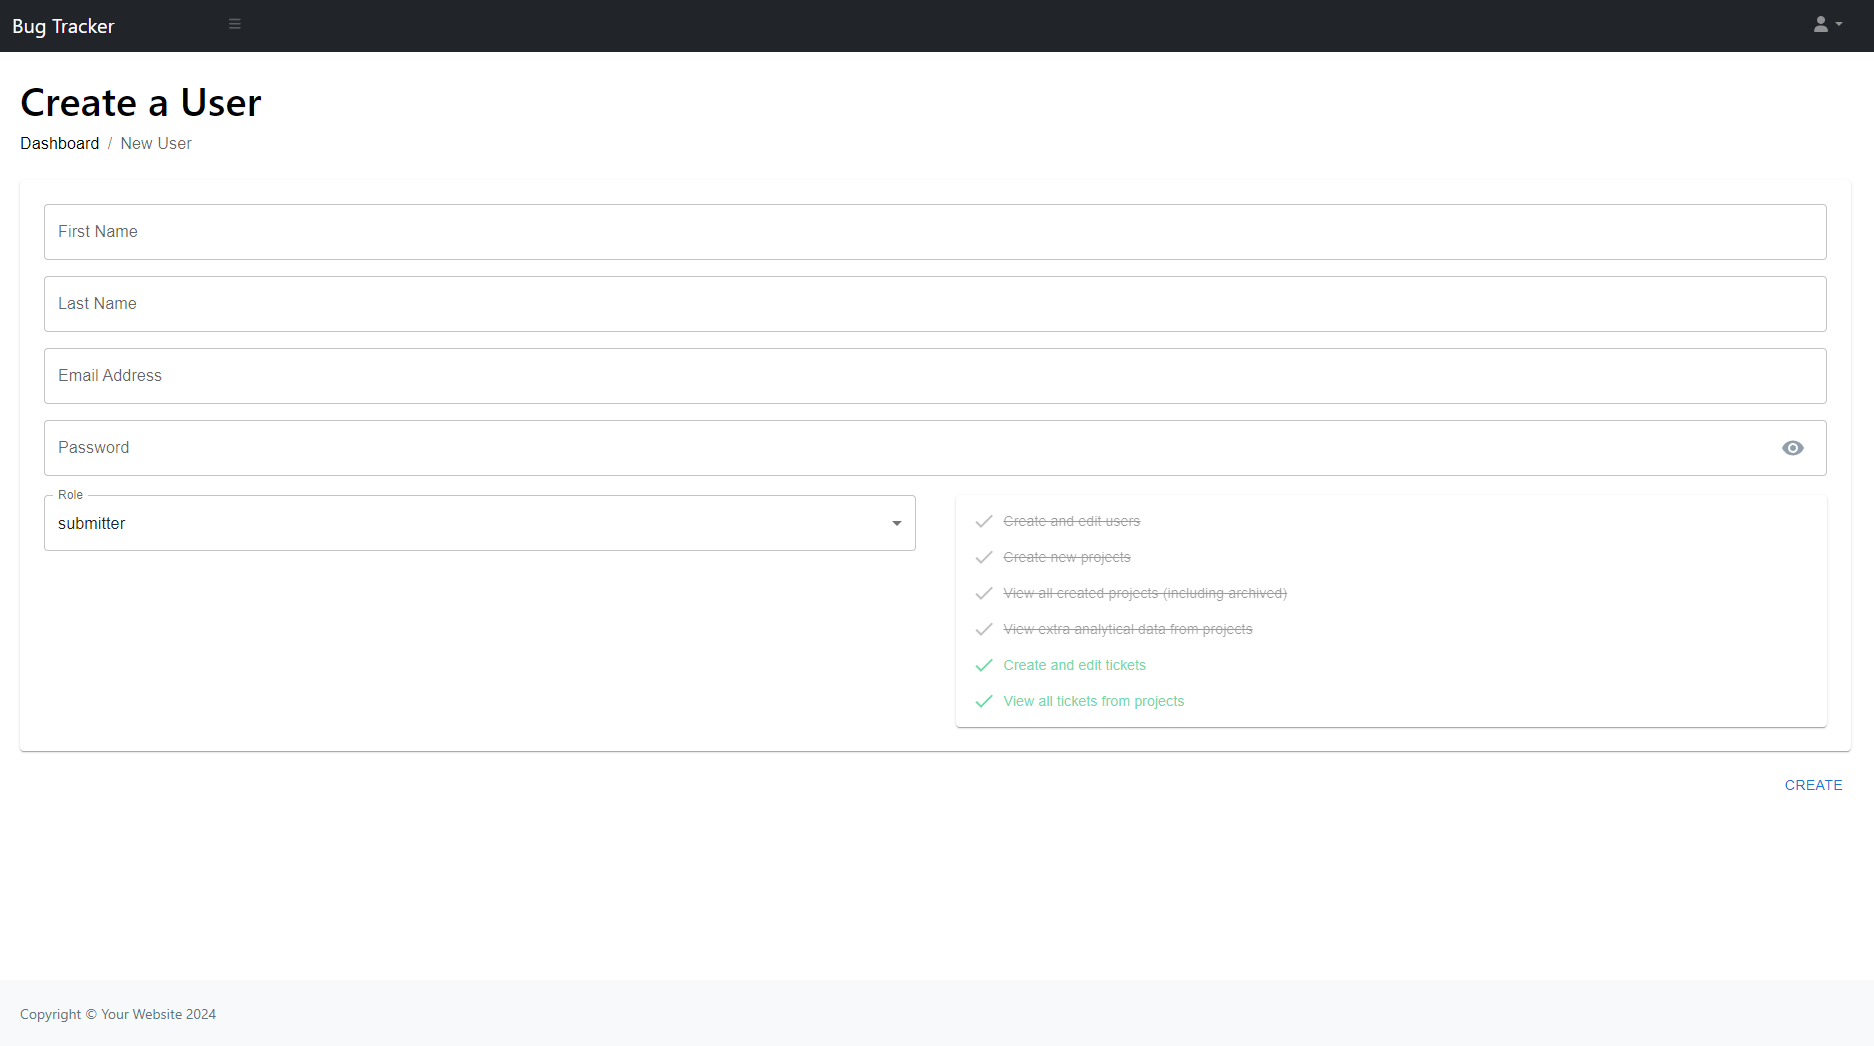 Bug Tracker
Create a User
Dashboard / New User
First Name
Last Name
Email Address
Password
Role
submitter
Create and edit users
Create new projects
View all created projects (including archived)
View extra analytical data from projects
Create and edit tickets
View all tickets from projects
CREATE
Copyright © Your Website 2024